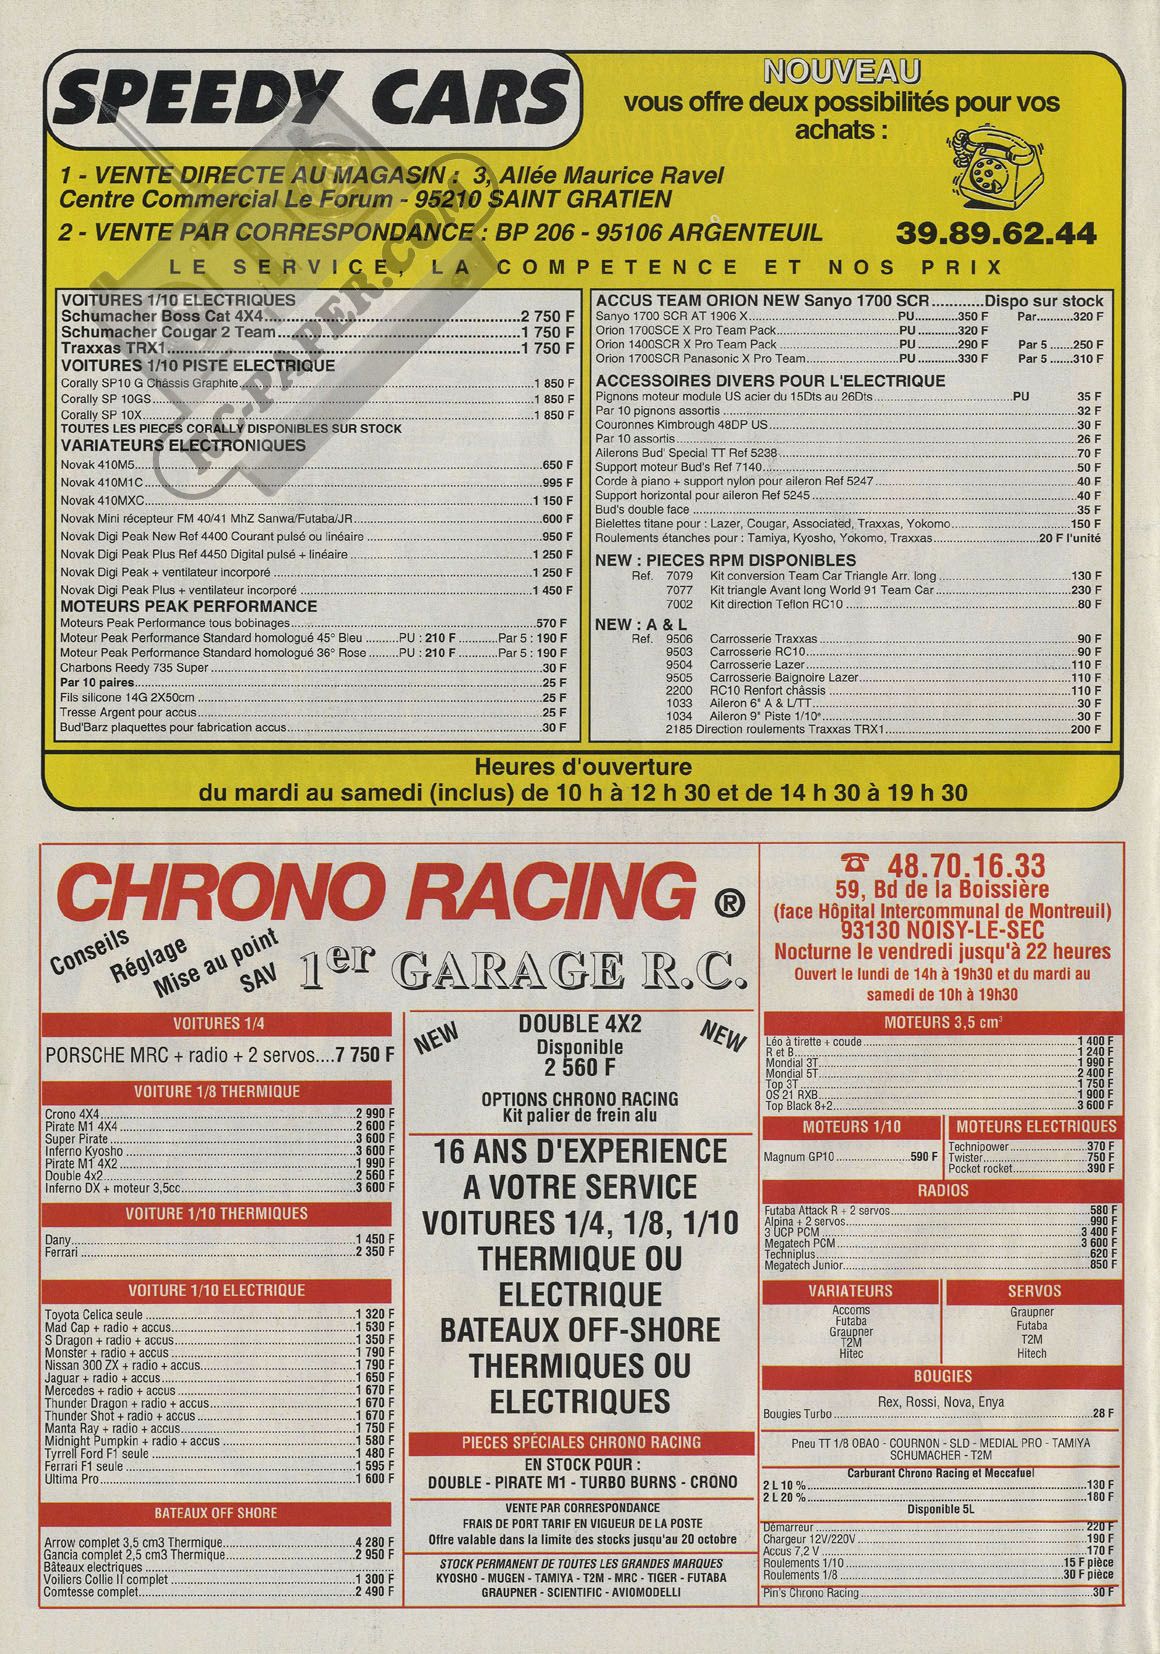 SPEEDY CARS
NOUVEAU
vous offre deux possibilités pour vos
achats :
1 - VENTE DIRECTE AU MAGASIN : 3, Allée Maurice Ravel
Centre Commercial Le Forum - 95210 SAINT GRATIEN
2 - VENTE PAR CORRESPONDANCE : BP 206 - 95106 ARGENTEUIL
39.89.62.44
LE SERVICE, LA COMPETENCE ET NOS PRIX
RC-PAPER.COM
VOITURES 1/10 ELECTRIQUES
Schumacher Boss Cat 4X4 2 750 F
Schumacher Cougar 2 Team 1 750 F
Traxxas TRX1 1 750 F
VOITURES 1/10 PISTE ELECTRIQUE
Corally SP10 G Châssis Graphite 1 850 F
Corally SP 10GS 1 850 F
Corally SP 10X 1 850 F
TOUTES LES PIECES CORALLY DISPONIBLES SUR STOCK
VARIATEURS ELECTRONIQUES
Novak 410M5 650 F
Novak 410M1C 995 F
Novak 410MXC 1 150 F
Novak Mini récepteur FM 40/41 MhZ Sanwa/Futaba/JR 600 F
Novak Digi Peak New Ref 4400 Courant pulsé ou linéaire 950 F
Novak Digi Peak Plus Ref 4450 Digital pulsé + linéaire 1 250 F
Novak Digi Peak + ventilateur incorporé 1 250 F
Novak Digi Peak Plus + ventilateur incorporé 1 450 F
MOTEURS PEAK PERFORMANCE
Moteurs Peak Performance tous bobinages 570 F
Moteur Peak Performance Standard homologué 45° Bleu PU : 210 F Par 5 : 190 F
Moteur Peak Performance Standard homologué 36° Rose PU : 210 F Par 5 : 190 F
Charbons Reedy 735 Super 30 F
Par 10 paires 25 F
Fils silicone 14G 2X50cm 25 F
Tresse Argent pour accus 25 F
Bud'Barz plaquettes pour fabrication accus 30 F
ACCUS TEAM ORION NEW Sanyo 1700 SCR Dispo sur stock
Sanyo 1700 SCR AT 1906 X PU 350 F Par 320 F
Orion 1700SCE X Pro Team Pack PU 320 F
Orion 1400SCR X Pro Team Pack PU 290 F Par 5 250 F
Orion 1700SCR Panasonic X Pro Team PU 330 F Par 5 310 F
ACCESSOIRES DIVERS POUR L'ELECTRIQUE
Pignons moteur module US acier du 15Dts au 26Dts PU 35 F
Par 10 pignons assortis 32 F
Couronnes Kimbrough 48DP US 30 F
Par 10 assortis 26 F
Ailerons Bud' Special TT Ref 5238 70 F
Support moteur Bud's Ref 7140 50 F
Corde à piano + support nylon pour aileron Ref 5247 40 F
Support horizontal pour aileron Ref 5245 40 F
Bud's double face 35 F
Bielettes titane pour : Lazer, Cougar, Associated, Traxxas, Yokomo 150 F
Roulements étanches pour : Tamiya, Kyosho, Yokomo, Traxxas 20 F l'unité
NEW : PIECES RPM DISPONIBLES
Ref. 7079 Kit conversion Team Car Triangle Arr. long 130 F
7077 Kit triangle Avant long World 91 Team Car 230 F
7002 Kit direction Teflon RC10 80 F
NEW : A & L
Ref. 9506 Carrosserie Traxxas 90 F
9503 Carrosserie RC10 90 F
9504 Carrosserie Lazer 110 F
9505 Carrosserie Baignoire Lazer 110 F
2200 RC10 Renfort châssis 110 F
1033 Aileron 6" A & L/TT 30 F
1034 Aileron 9" Piste 1/10° 30 F
2185 Direction roulements Traxxas TRX1 200 F
Heures d'ouverture
du mardi au samedi (inclus) de 10 h à 12 h 30 et de 14 h 30 à 19 h 30
CHRONO RACING ®
Conseils
Réglage
Mise au point
SAV
1er GARAGE R.C.
☎ 48.70.16.33
59, Bd de la Boissière
(face Hôpital Intercommunal de Montreuil)
93130 NOISY-LE-SEC
Nocturne le vendredi jusqu'à 22 heures
Ouvert le lundi de 14h à 19h30 et du mardi au
samedi de 10h à 19h30
VOITURES 1/4
PORSCHE MRC + radio + 2 servos....7 750 F
VOITURE 1/8 THERMIQUE
Crono 4X4 2 990 F
Pirate M1 4X4 2 600 F
Super Pirate 3 600 F
Inferno Kyosho 3 600 F
Pirate M1 4X2 1 990 F
Double 4x2 2 560 F
Inferno DX + moteur 3,5cc 3 600 F
VOITURE 1/10 THERMIQUES
Dany 1 450 F
Ferrari 2 350 F
VOITURE 1/10 ELECTRIQUE
Toyota Celica seule 1 320 F
Mad Cap + radio + accus 1 530 F
S Dragon + radio + accus 1 350 F
Monster + radio + accus 1 790 F
Nissan 300 ZX + radio + accus 1 790 F
Jaguar + radio + accus 1 650 F
Mercedes + radio + accus 1 670 F
Thunder Dragon + radio + accus 1 670 F
Thunder Shot + radio + accus 1 670 F
Manta Ray + radio + accus 1 750 F
Midnight Pumpkin + radio + accus 1 580 F
Tyrrell Ford F1 seule 1 480 F
Ferrari F1 seule 1 595 F
Ultima Pro 1 600 F
BATEAUX OFF SHORE
Arrow complet 3,5 cm3 Thermique 4 280 F
Gancia complet 2,5 cm3 Thermique 2 950 F
Bâteaux electriques
Voiliers Collie II complet 1 300 F
Comtesse complet 2 490 F
NEW
DOUBLE 4X2
Disponible
2 560 F
NEW
OPTIONS CHRONO RACING
Kit palier de frein alu
16 ANS D'EXPERIENCE
A VOTRE SERVICE
VOITURES 1/4, 1/8, 1/10
THERMIQUE OU
ELECTRIQUE
BATEAUX OFF-SHORE
THERMIQUES OU
ELECTRIQUES
PIECES SPÉCIALES CHRONO RACING
EN STOCK POUR :
DOUBLE - PIRATE M1 - TURBO BURNS - CRONO
VENTE PAR CORRESPONDANCE
FRAIS DE PORT TARIF EN VIGUEUR DE LA POSTE
Offre valable dans la limite des stocks jusqu'au 20 octobre
STOCK PERMANENT DE TOUTES LES GRANDES MARQUES
KYOSHO - MUGEN - TAMIYA - T2M - MRC - TIGER - FUTABA
GRAUPNER - SCIENTIFIC - AVIOMODELLI
MOTEURS 3,5 cm³
Léo à tirette + coude 1 400 F
R et B 1 240 F
Mondial 3T 1 990 F
Mondial 5T 2 400 F
Top 3T 1 750 F
OS 21 RXB 1 900 F
Top Black 8+2 3 600 F
MOTEURS 1/10
Magnum GP10 590 F
MOTEURS ELECTRIQUES
Technipower 370 F
Twister 750 F
Pocket rocket 390 F
RADIOS
Futaba Attack R + 2 servos 580 F
Alpina + 2 servos 990 F
3 UCP PCM 3 400 F
Megatech PCM 3 600 F
Techniplus 620 F
Megatech Junior 850 F
VARIATEURS
Accoms
Futaba
Graupner
T2M
Hitec
SERVOS
Graupner
Futaba
T2M
Hitech
BOUGIES
Rex, Rossi, Nova, Enya
Bougies Turbo 28 F
Pneu TT 1/8 OBAO - COURNON - SLD - MEDIAL PRO - TAMIYA
SCHUMACHER - T2M
Carburant Chrono Racing et Meccafuel
2 L 10 % 130 F
2 L 20 % 180 F
Disponible 5L
Démarreur 220 F
Chargeur 12V/220V 190 F
Accus 7,2 V 170 F
Roulements 1/10 15 F pièce
Roulements 1/8 30 F pièce
Pin's Chrono Racing 30 F